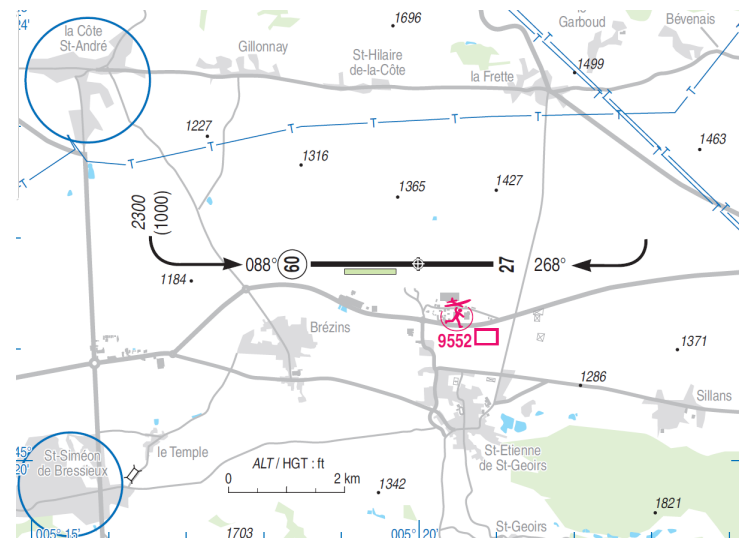 1696
24'
la Côte
St-André
Gillonnay
St-Hilaire
de-la-Côte
Garboud
Bévenais
la Frette
1499
T
T
T
T
T
T
T
T
T
T
1227
1316
1463
1365
1427
2300
(1000)
088°
09
27
268°
1184
Brézins
9552
1371
1286
Sillans
45°
20'
St-Siméon
de Bressieux
le Temple
ALT / HGT : ft
0
2 km
St-Etienne
de St-Geoirs
1342
1821
St-Geoirs
1703
005° 15'
005° 20'